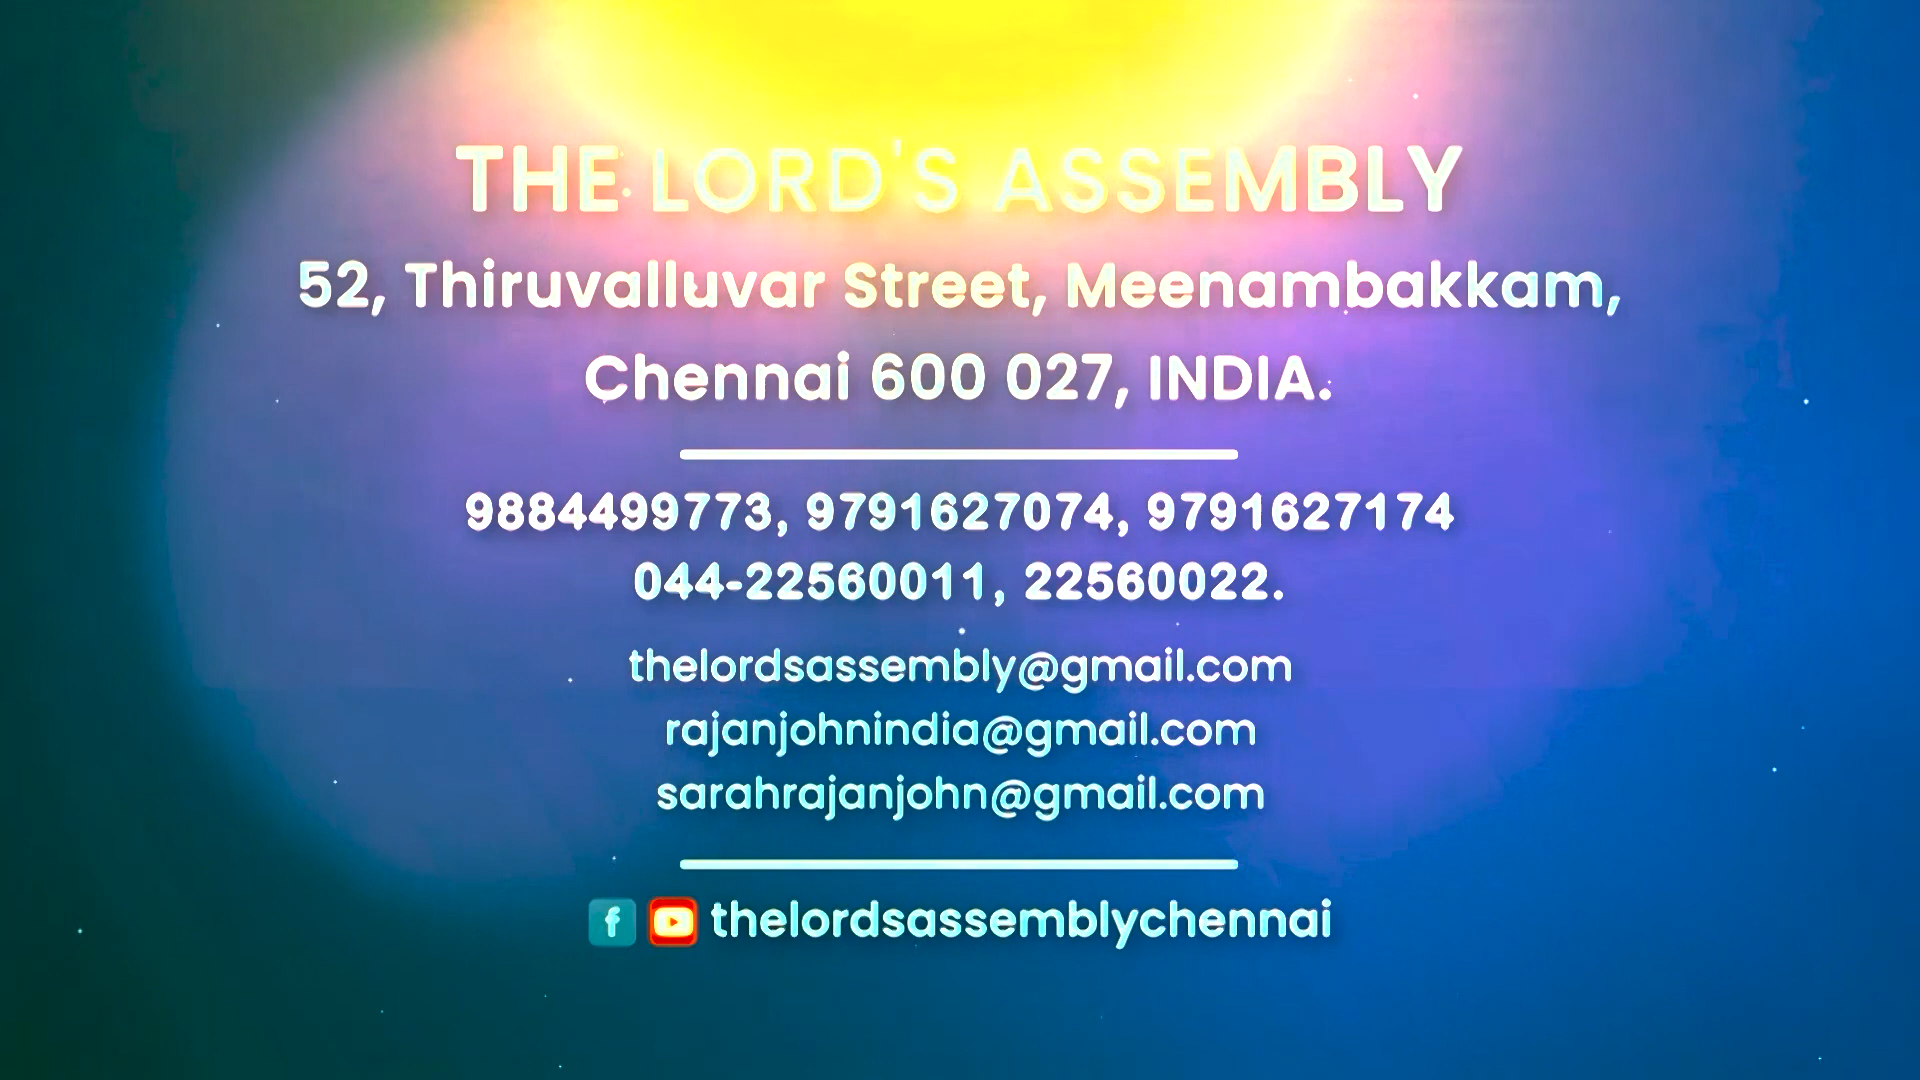 THE LORD'S ASSEMBLY
52, Thiruvalluvar Street, Meenambakkam,
Chennai 600 027, INDIA.
9884499773, 9791627074, 9791627174
044-22560011, 22560022.
thelordsassembly@gmail.com
rajanjohnindia@gmail.com
sarahrajanjohn@gmail.com
thelordsassemblychennai